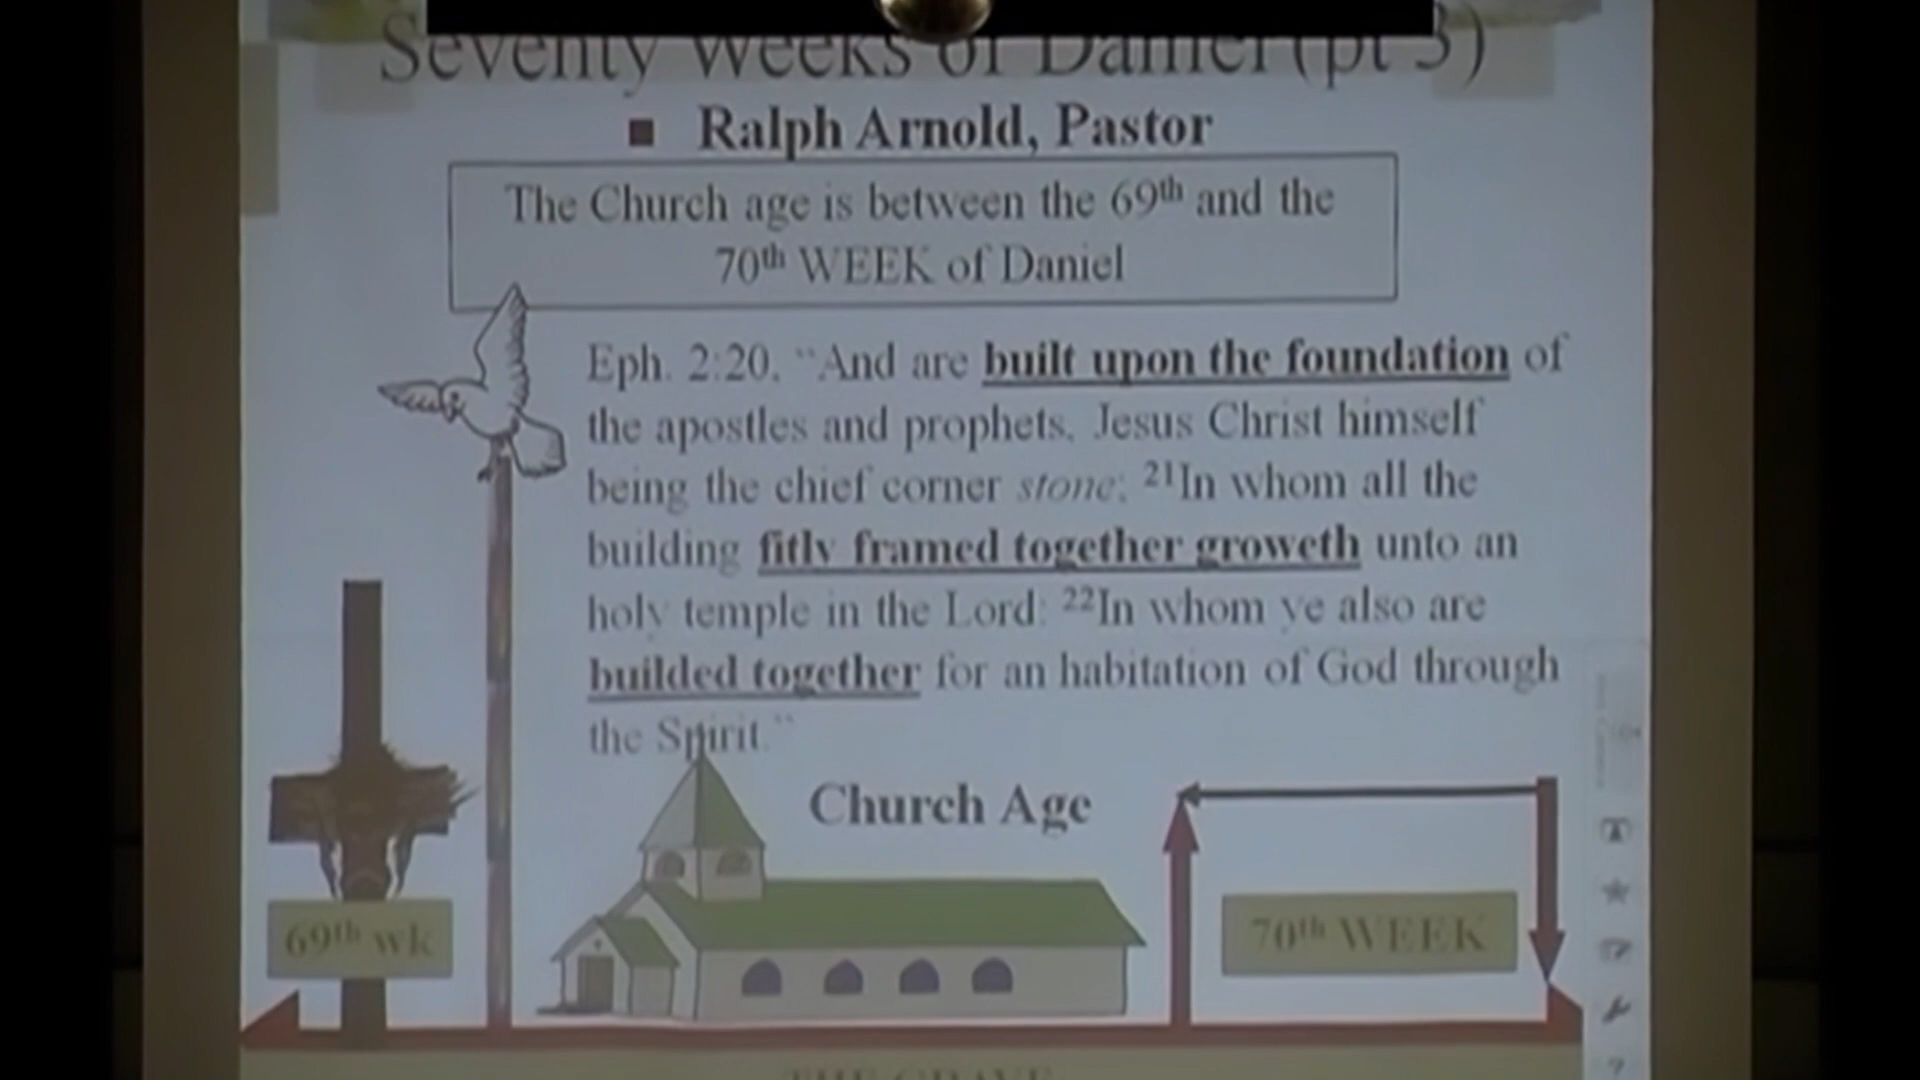 Seventy Weeks of Daniel (pt 3)
■ Ralph Arnold, Pastor
The Church age is between the 69th and the
70th WEEK of Daniel
Eph. 2:20, “And are built upon the foundation of
the apostles and prophets, Jesus Christ himself
being the chief corner stone; 21In whom all the
building fitly framed together groweth unto an
holy temple in the Lord: 22In whom ye also are
builded together for an habitation of God through
the Spirit.”
Church Age
69th wk
70th WEEK
THE GRAVE